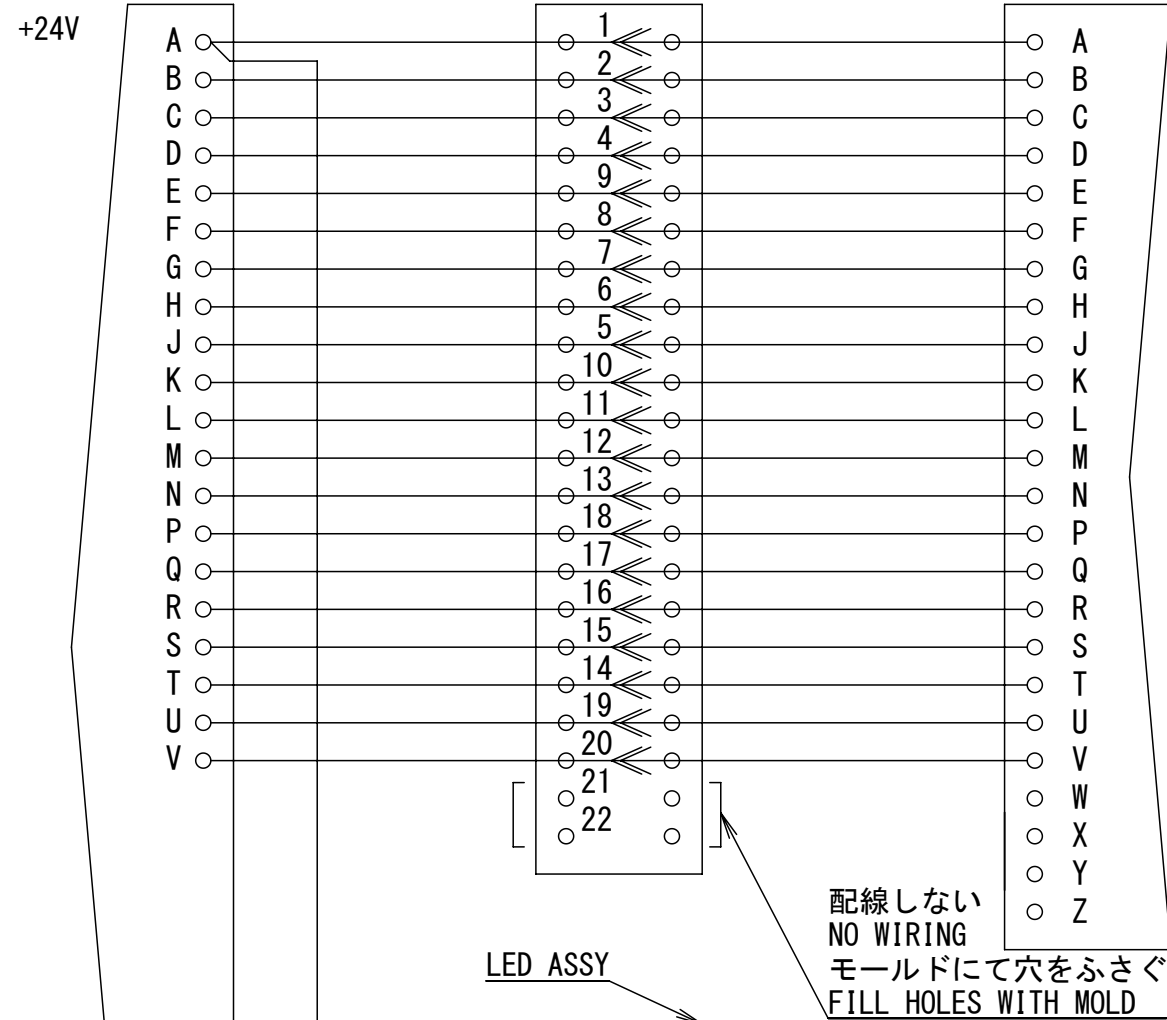 +24V
A 1 A
B 2 B
C 3 C
D 4 D
E 9 E
F 8 F
G 7 G
H 6 H
J 5 J
K 10 K
L 11 L
M 12 M
N 13 N
P 18 P
Q 17 Q
R 16 R
S 15 S
T 14 T
U 19 U
V 20 V
21 W
22 X
Y
Z
配線しない
NO WIRING
モールドにて穴をふさぐ
FILL HOLES WITH MOLD
LED ASSY